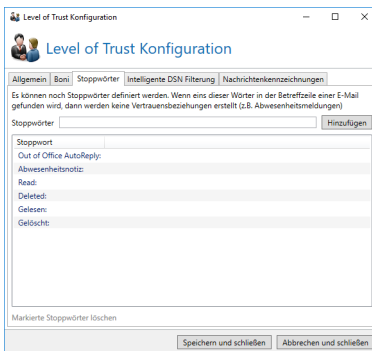 Level of Trust Konfiguration
Level of Trust Konfiguration
Allgemein Boni Stoppwörter Intelligente DSN Filterung Nachrichtenkennzeichnungen
Es können noch Stoppwörter definiert werden. Wenn eins dieser Wörter in der Betreffzeile einer E-Mail
gefunden wird, dann werden keine Vertrauensbeziehungen erstellt (z.B. Abwesenheitsmeldungen)
Stoppwörter Hinzufügen
Stoppwort
Out of Office AutoReply:
Abwesenheitsnotiz:
Read:
Deleted:
Gelesen:
Gelöscht:
Markierte Stoppwörter löschen
Speichern und schließen Abbrechen und schließen